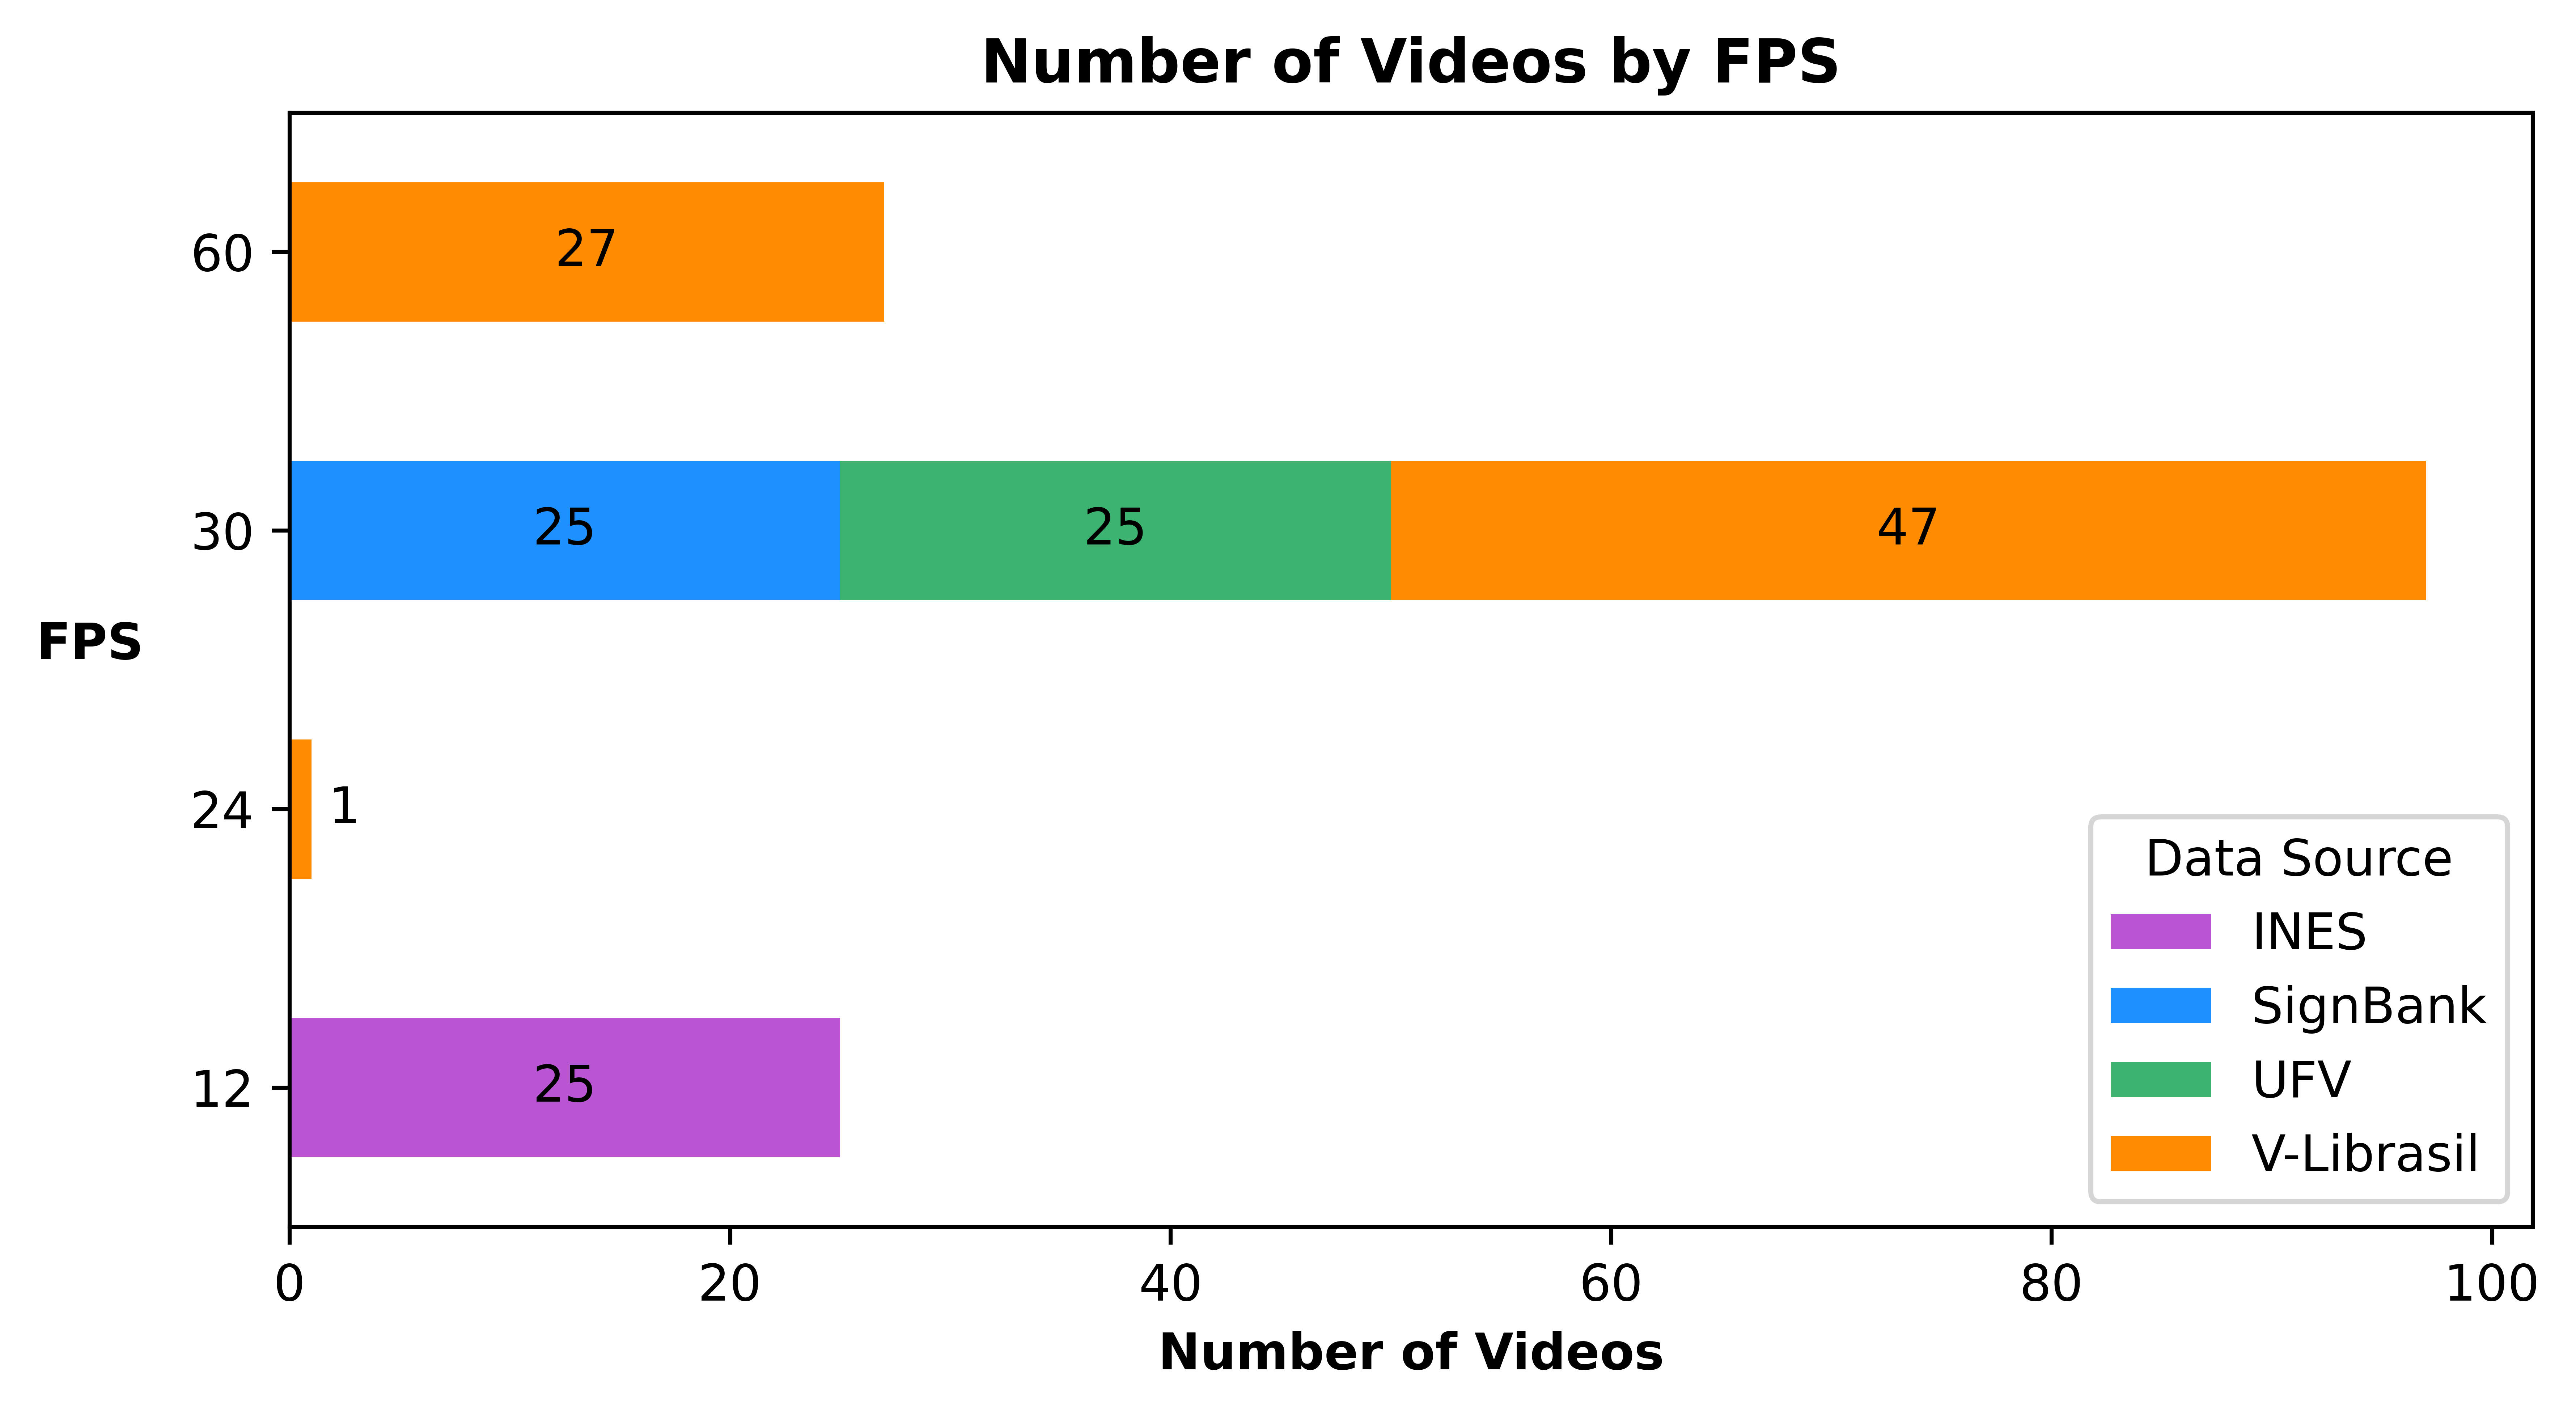 Number of Videos by FPS
60
27
30
25 25 47
FPS
24
1
12
25
Data Source
INES
SignBank
UFV
V-Librasil
0 20 40 60 80 100
Number of Videos